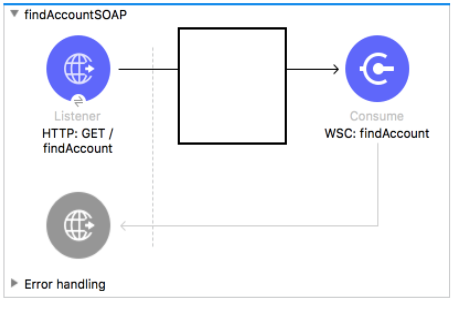 findAccountSOAP
Listener
HTTP: GET /
findAccount
Consume
WSC: findAccount
Error handling